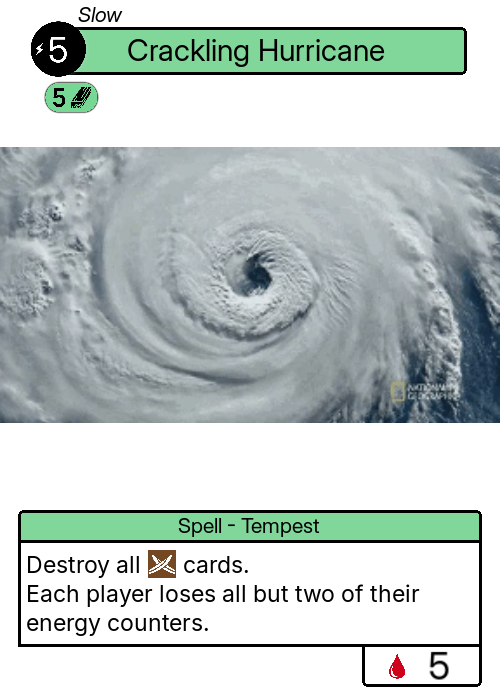 Slow
5 Crackling Hurricane
5
NATIONAL
GEOGRAPHIC
Spell - Tempest
Destroy all cards.
Each player loses all but two of their
energy counters.
5